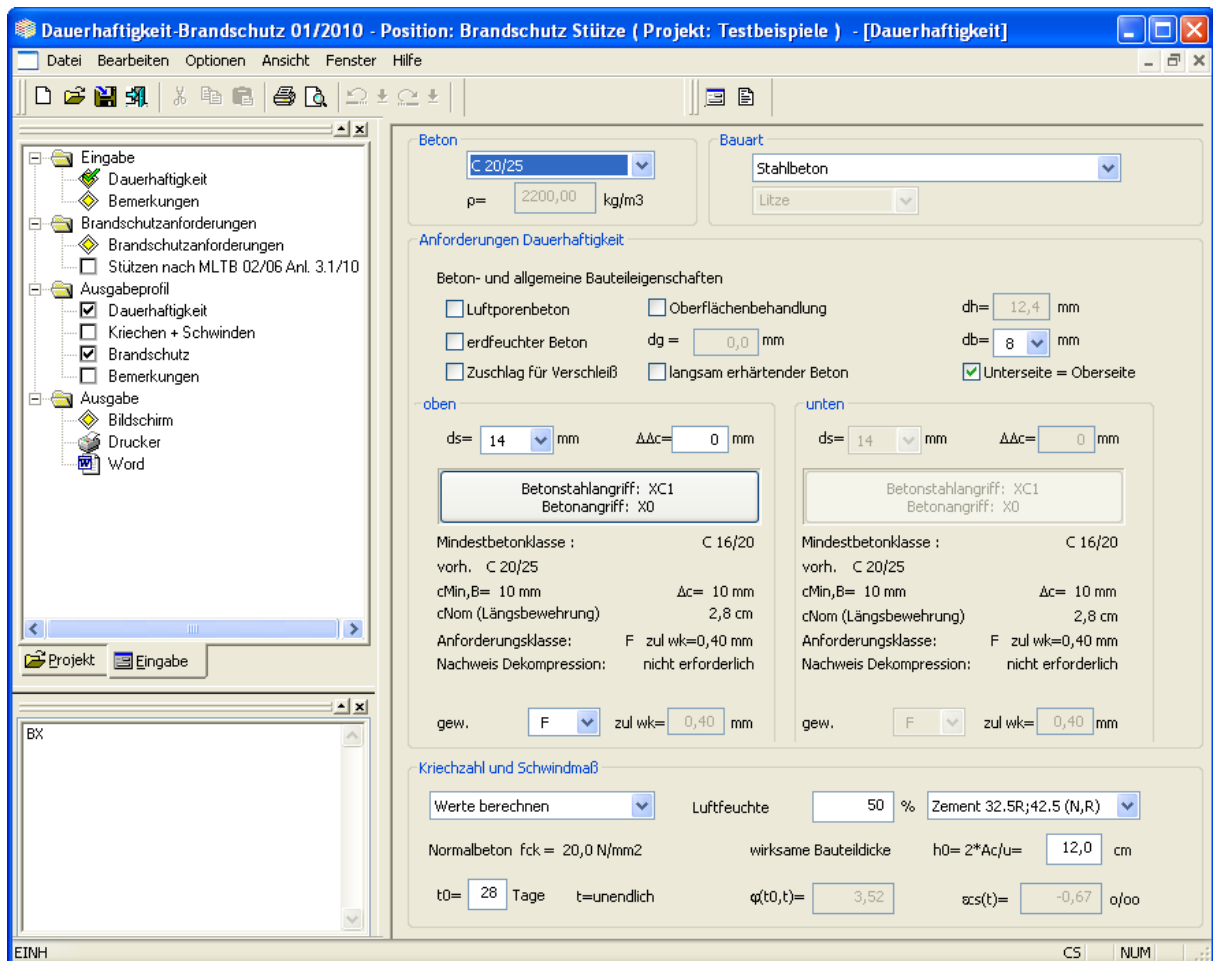 Dauerhaftigkeit-Brandschutz 01/2010 - Position: Brandschutz Stütze ( Projekt: Testbeispiele ) - [Dauerhaftigkeit]
Datei Bearbeiten Optionen Ansicht Fenster Hilfe
Eingabe
Dauerhaftigkeit
Bemerkungen
Brandschutzanforderungen
Brandschutzanforderungen
Stützen nach MLTB 02/06 Anl. 3.1/10
Ausgabeprofil
Dauerhaftigkeit
Kriechen + Schwinden
Brandschutz
Bemerkungen
Ausgabe
Bildschirm
Drucker
Word
Projekt Eingabe
BX
Beton
C 20/25
ρ= 2200,00 kg/m3
Bauart
Stahlbeton
Litze
Anforderungen Dauerhaftigkeit
Beton- und allgemeine Bauteileigenschaften
Luftporenbeton Oberflächenbehandlung dh= 12,4 mm
erdfeuchter Beton dg = 0,0 mm db= 8 mm
Zuschlag für Verschleiß langsam erhärtender Beton Unterseite = Oberseite
oben
ds= 14 mm ΔΔc= 0 mm
Betonstahlangriff: XC1
Betonangriff: X0
Mindestbetonklasse : C 16/20
vorh. C 20/25
cMin,B= 10 mm Δc= 10 mm
cNom (Längsbewehrung) 2,8 cm
Anforderungsklasse: F zul wk=0,40 mm
Nachweis Dekompression: nicht erforderlich
gew. F zul wk= 0,40 mm
unten
ds= 14 mm ΔΔc= 0 mm
Betonstahlangriff: XC1
Betonangriff: X0
Mindestbetonklasse : C 16/20
vorh. C 20/25
cMin,B= 10 mm Δc= 10 mm
cNom (Längsbewehrung) 2,8 cm
Anforderungsklasse: F zul wk=0,40 mm
Nachweis Dekompression: nicht erforderlich
gew. F zul wk= 0,40 mm
Kriechzahl und Schwindmaß
Werte berechnen Luftfeuchte 50 % Zement 32.5R;42.5 (N,R)
Normalbeton fck = 20,0 N/mm2 wirksame Bauteildicke h0= 2*Ac/u= 12,0 cm
t0= 28 Tage t=unendlich φ(t0,t)= 3,52 εcs(t)= -0,67 o/oo
EINH CS NUM